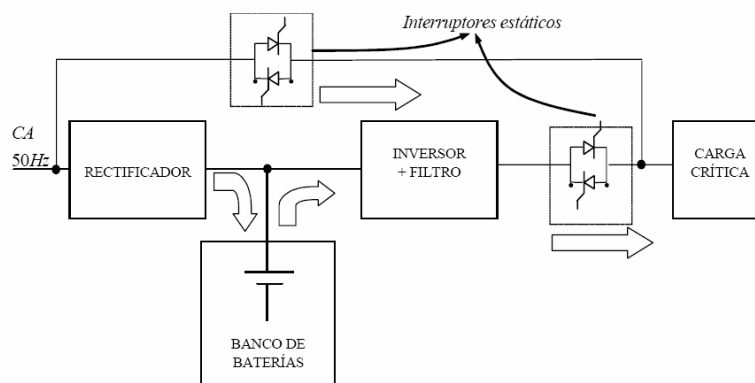 Interruptores estáticos
CA
50Hz
RECTIFICADOR
INVERSOR
+ FILTRO
CARGA
CRÍTICA
BANCO DE
BATERÍAS